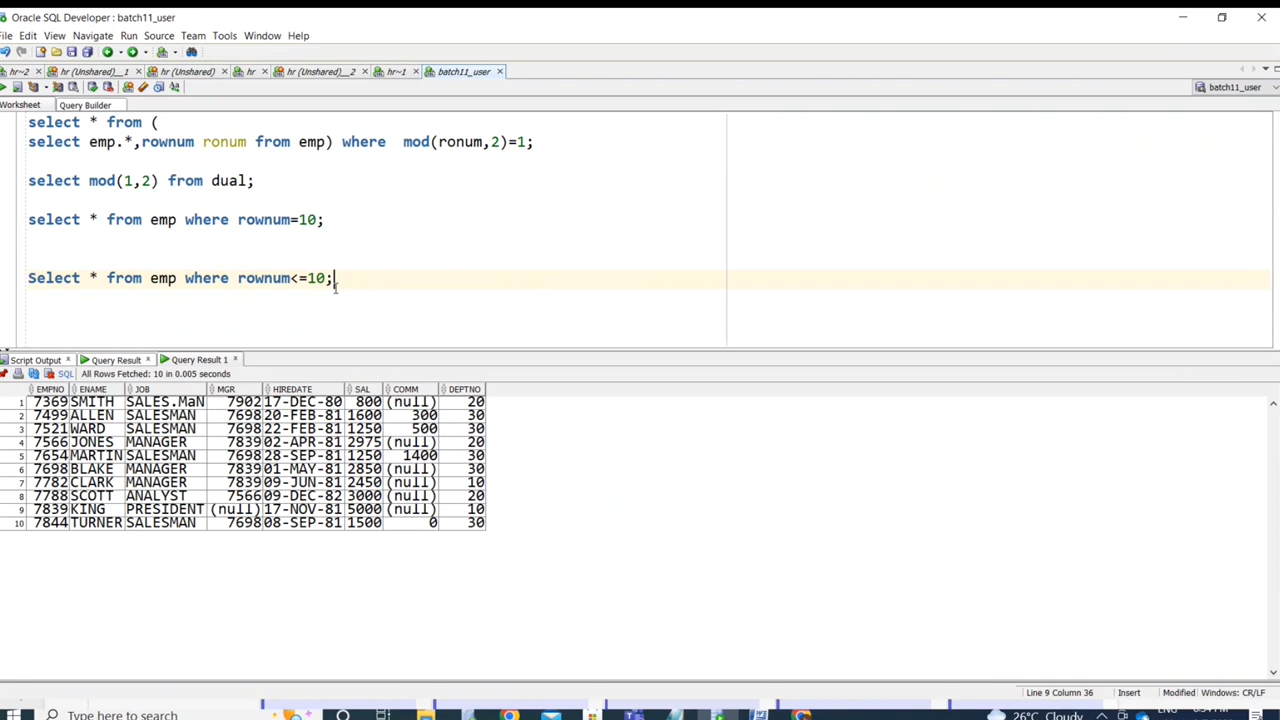 Oracle SQL Developer : batch11_user
File Edit View Navigate Run Source Team Tools Window Help
hr~2 hr (Unshared)__1 hr (Unshared) hr hr (Unshared)__2 hr~1 batch11_user
batch11_user
Worksheet Query Builder
select * from (
select emp.*,rownum ronum from emp) where mod(ronum,2)=1;
select mod(1,2) from dual;
select * from emp where rownum=10;
Select * from emp where rownum<=10;
Script Output Query Result Query Result 1
SQL All Rows Fetched: 10 in 0.005 seconds
EMPNO ENAME JOB MGR HIREDATE SAL COMM DEPTNO
1 7369 SMITH SALES.MaN 7902 17-DEC-80 800 (null) 20
2 7499 ALLEN SALESMAN 7698 20-FEB-81 1600 300 30
3 7521 WARD SALESMAN 7698 22-FEB-81 1250 500 30
4 7566 JONES MANAGER 7839 02-APR-81 2975 (null) 20
5 7654 MARTIN SALESMAN 7698 28-SEP-81 1250 1400 30
6 7698 BLAKE MANAGER 7839 01-MAY-81 2850 (null) 30
7 7782 CLARK MANAGER 7839 09-JUN-81 2450 (null) 10
8 7788 SCOTT ANALYST 7566 09-DEC-82 3000 (null) 20
9 7839 KING PRESIDENT (null) 17-NOV-81 5000 (null) 10
10 7844 TURNER SALESMAN 7698 08-SEP-81 1500 0 30
Line 9 Column 36 Insert Modified Windows: CR/LF
Type here to search 26°C Cloudy